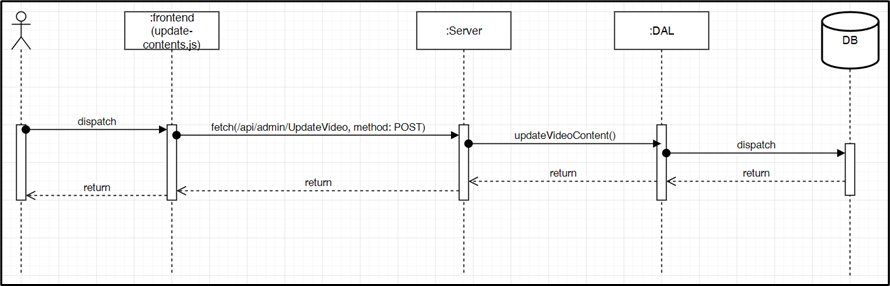 :frontend
(update-
contents.js)
:Server
:DAL
DB
dispatch
fetch(/api/admin/UpdateVideo, method: POST)
updateVideoContent()
dispatch
return
return
return
return